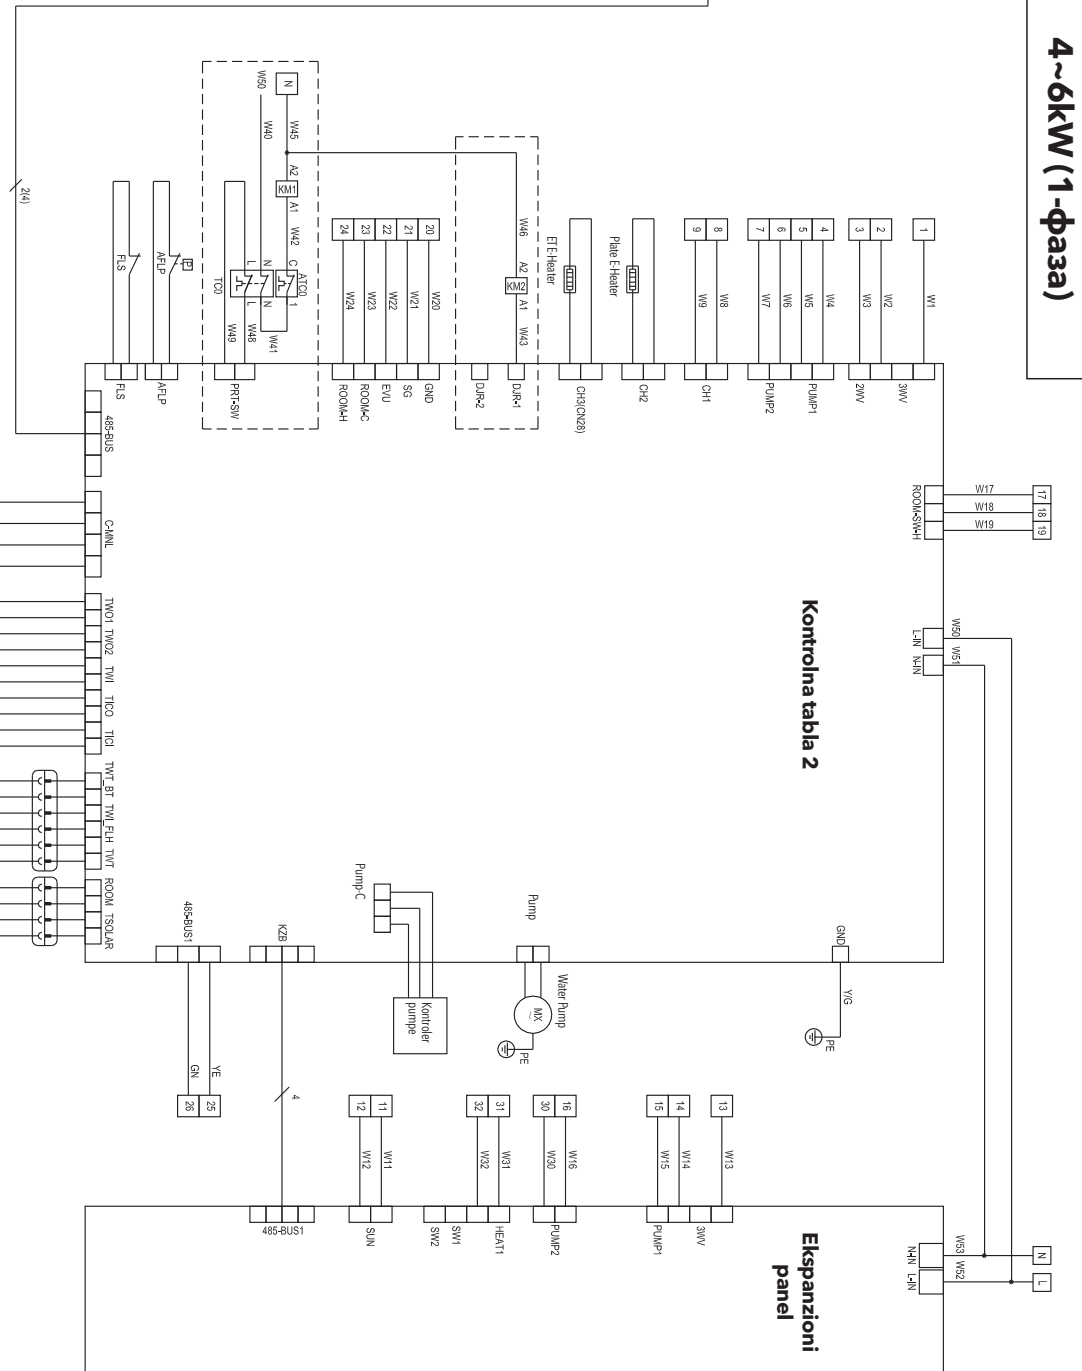 4~6kW (1-фаза)
2(4)
N
W50
W45
W40
A2
KM1
A1
W42
C
ATCO
1
N
L
TCO
N
L
W41
W48
W49
PRT-SW
FLS
FLS
P
AFLP
AFLP
24
23
22
21
20
W24
W23
W22
W21
W20
ROOM-H
ROOM-C
EVU
SG
GND
W46
A2
KM2
A1
W43
DJR-2
DJR-1
ET E-Heater
Plate E-Heater
CH3(CN28)
CH2
9
8
W9
W8
CH1
7
6
5
4
W7
W6
W5
W4
PUMP2
PUMP1
3
2
1
W3
W2
W1
2WV
3WV
485-BUS
C-MNL
TWO1
TWO2
TWI
TICO
TICI
TWT_BT
TWI_FLH
TWT
ROOM
TSOLAR
ROOM-SW-H
W17
W18
W19
17
18
19
Kontrolna tabla 2
L-IN
N-IN
W50
W51
485-BUS1
KZB
Pump-C
Pump
GND
Y/G
PE
Kontroler
pumpe
Water Pump
MX
~
PE
GN
YE
26
25
4
12
11
W12
W11
SUN
32
31
W32
W31
HEAT1
SW1
SW2
30
16
W30
W16
PUMP2
15
14
W15
W14
PUMP1
13
W13
3WV
485-BUS1
Ekspanzioni
panel
N-IN
L-IN
W53
W52
N
L